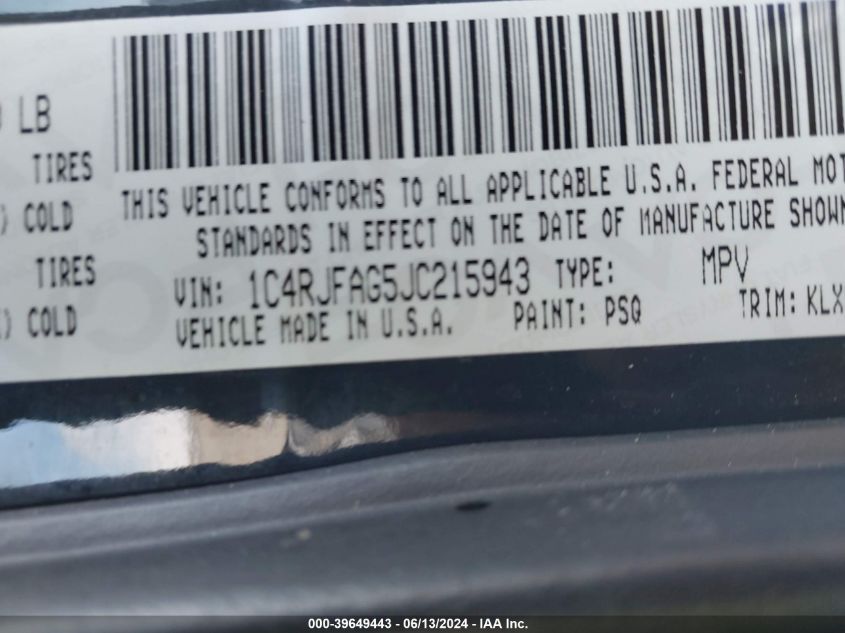 LB
TIRES
) COLD
TIRES
) COLD
THIS VEHICLE CONFORMS TO ALL APPLICABLE U.S.A. FEDERAL MOT
STANDARDS IN EFFECT ON THE DATE OF MANUFACTURE SHOWN
VIN: 1C4RJFAG5JC215943 TYPE: MPV
VEHICLE MADE IN U.S.A. PAINT: PSQ TRIM: KLX
000-39649443 - 06/13/2024 - IAA Inc.